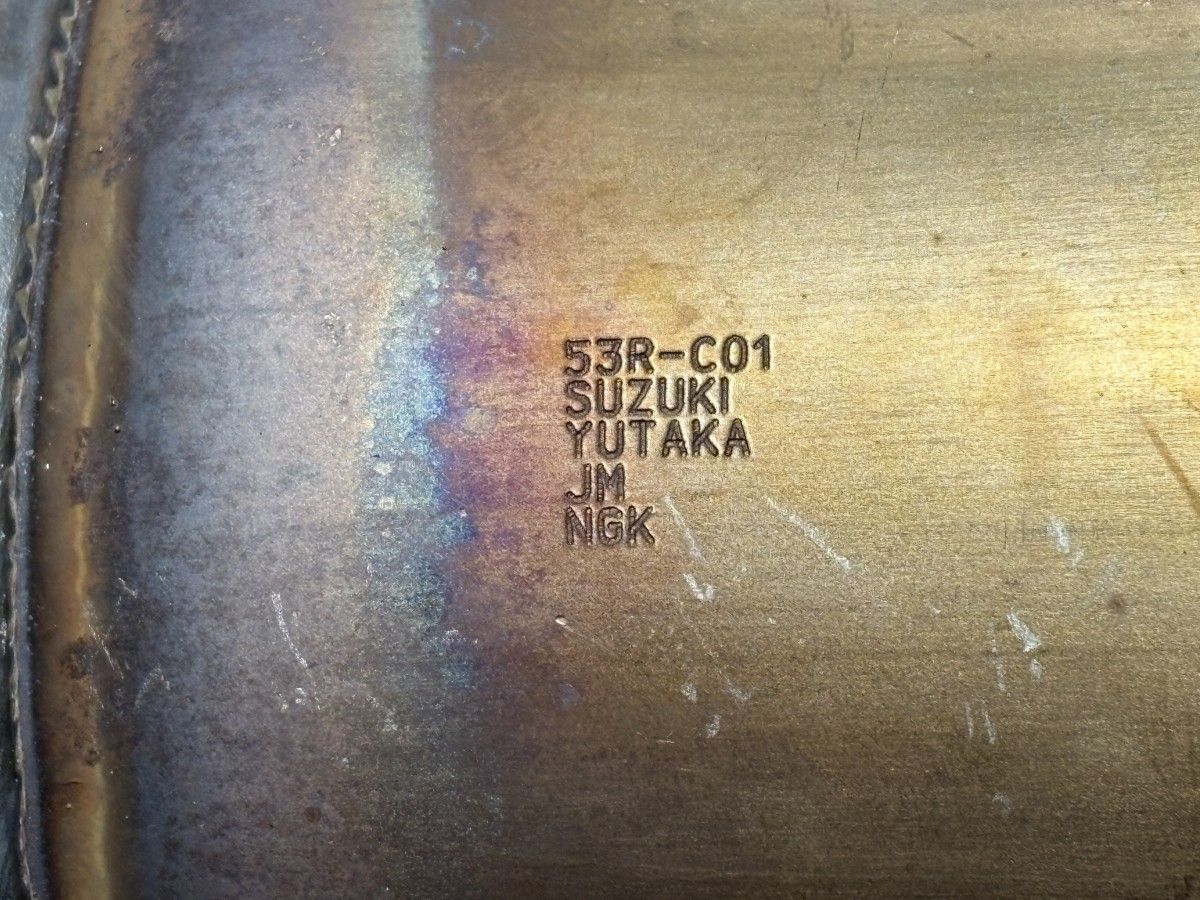 53R-C01
SUZUKI
YUTAKA
JM
NGK